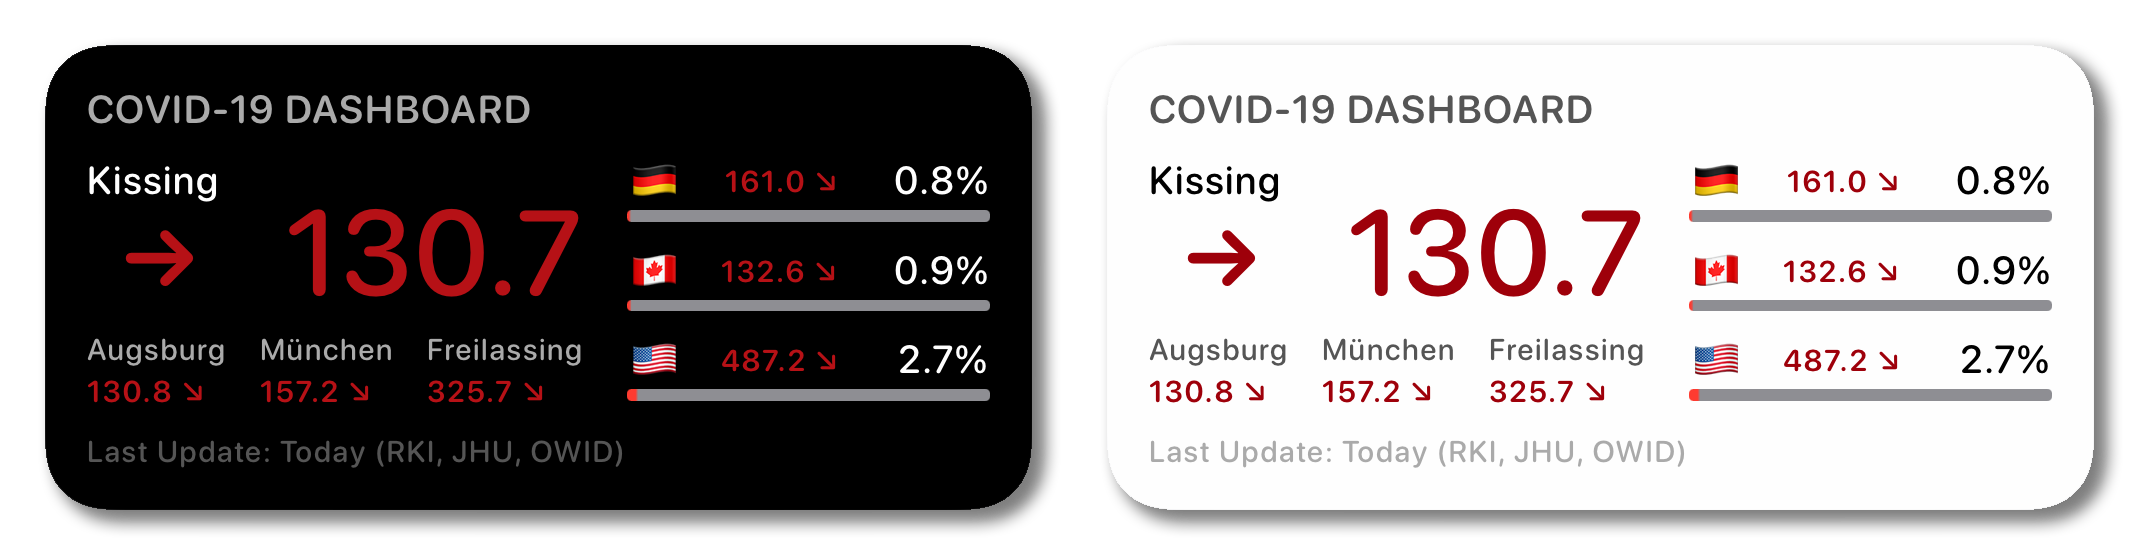 COVID-19 DASHBOARD
Kissing
→ 130.7
Augsburg München Freilassing
130.8 ↘ 157.2 ↘ 325.7 ↘
161.0 ↘ 0.8%
132.6 ↘ 0.9%
487.2 ↘ 2.7%
Last Update: Today (RKI, JHU, OWID)
COVID-19 DASHBOARD
Kissing
→ 130.7
Augsburg München Freilassing
130.8 ↘ 157.2 ↘ 325.7 ↘
161.0 ↘ 0.8%
132.6 ↘ 0.9%
487.2 ↘ 2.7%
Last Update: Today (RKI, JHU, OWID)